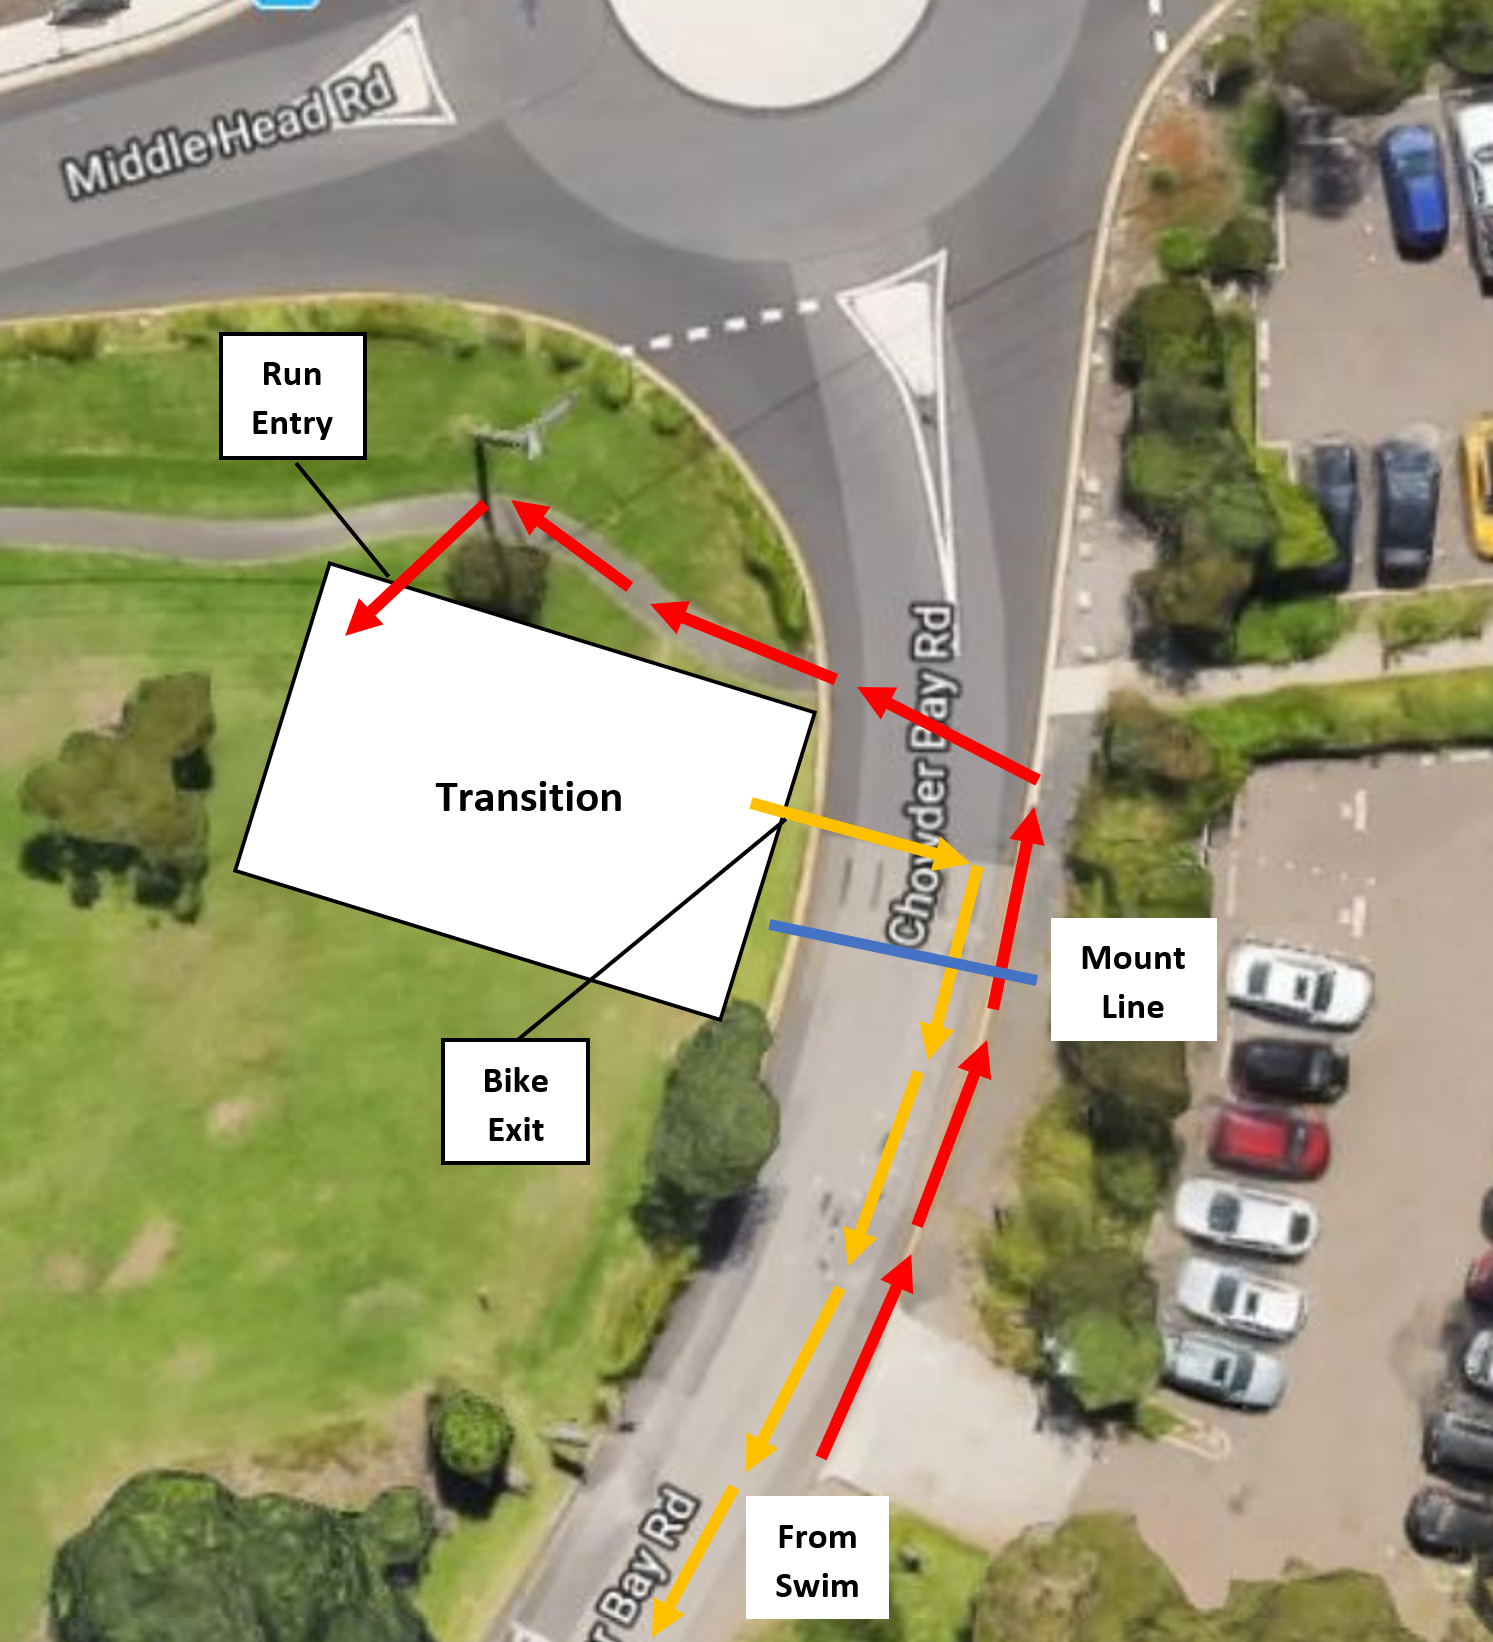 Middle Head Rd
Run
Entry
Chowder Bay Rd
Transition
Mount
Line
Bike
Exit
From
Swim
r Bay Rd